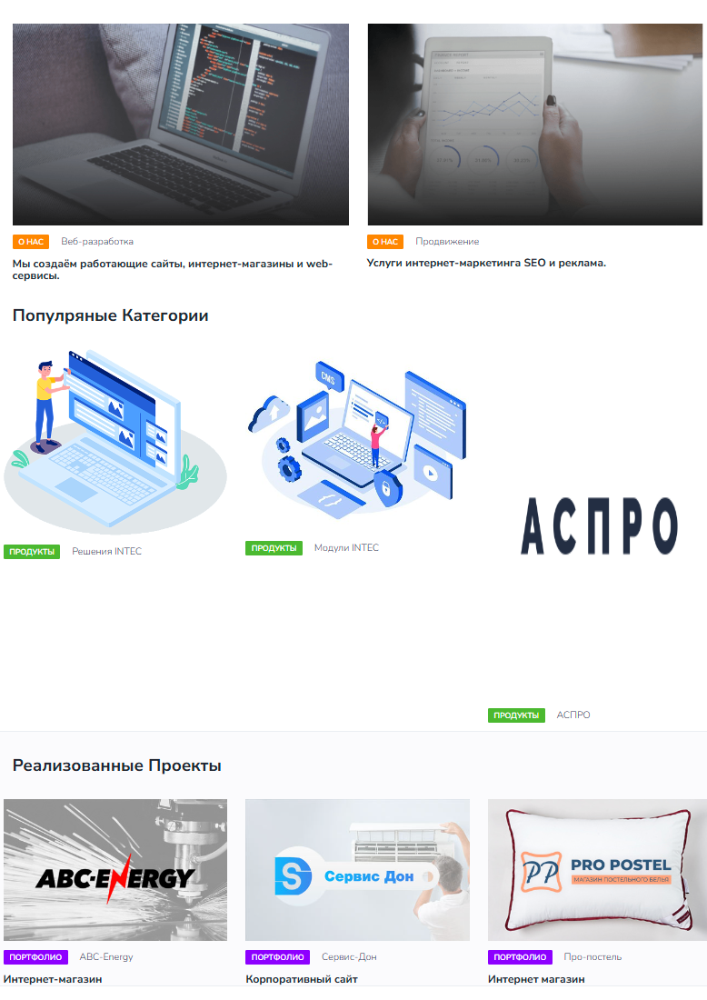 О НАС Веб-разработка
О НАС Продвижение
Мы создаём работающие сайты, интернет-магазины и web-
сервисы.
Услуги интернет-маркетинга SEO и реклама.
Популряные Категории
CMS
</>
АСПРО
ПРОДУКТЫ Решения INTEC
ПРОДУКТЫ Модули INTEC
ПРОДУКТЫ АСПРО
Реализованные Проекты
ABC-ENERGY
Сервис Дон
PP PRO POSTEL
МАГАЗИН ПОСТЕЛЬНОГО БЕЛЬЯ
ПОРТФОЛИО ABC-Energy
ПОРТФОЛИО Сервис-Дон
ПОРТФОЛИО Про-постель
Интернет-магазин
Корпоративный сайт
Интернет магазин